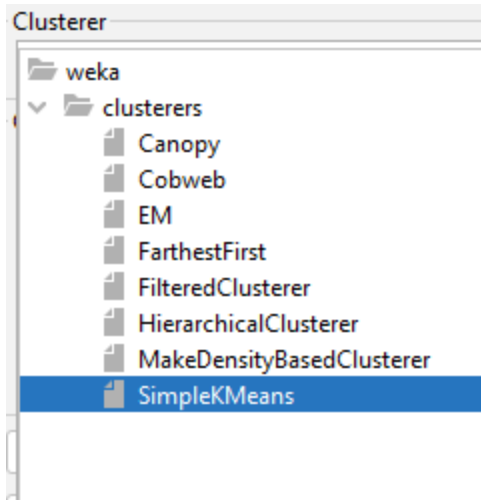 Clusterer
weka
clusterers
Canopy
Cobweb
EM
FarthestFirst
FilteredClusterer
HierarchicalClusterer
MakeDensityBasedClusterer
SimpleKMeans